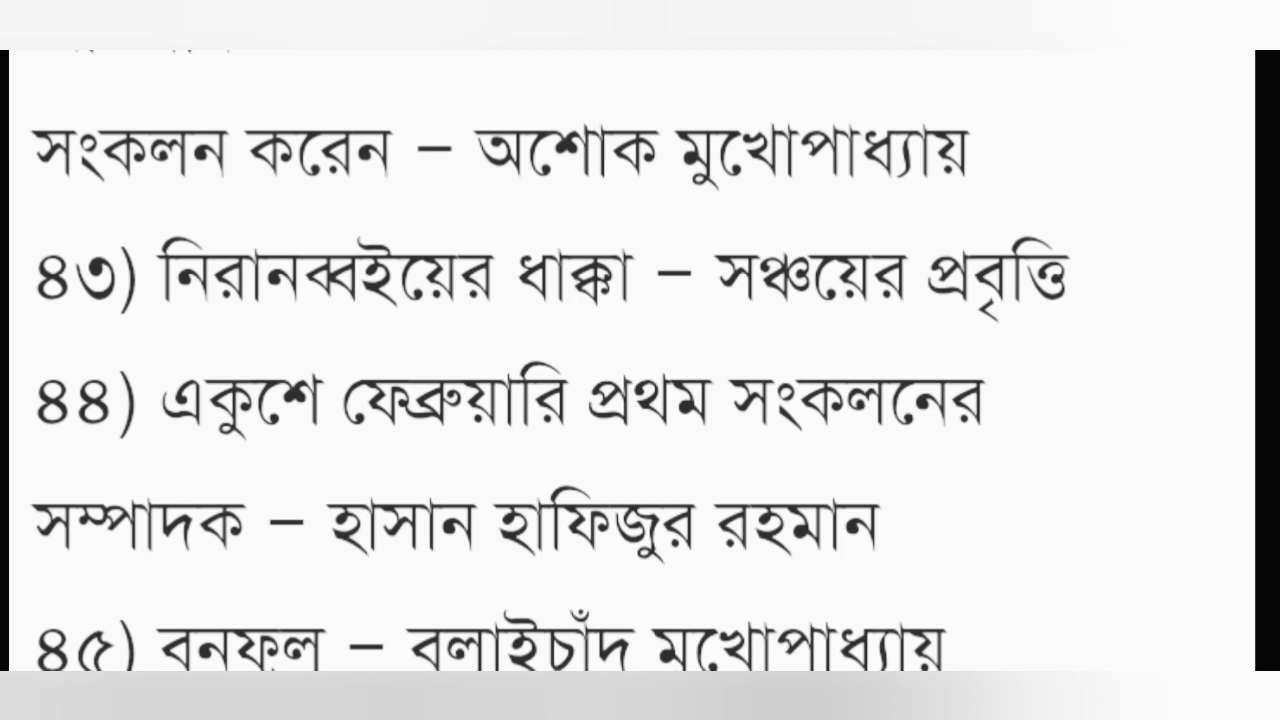 সংকলন করেন – অশোক মুখোপাধ্যায়
৪৩) নিরানব্বইয়ের ধাক্কা – সঞ্চয়ের প্রবৃত্তি
৪৪) একুশে ফেব্রুয়ারি প্রথম সংকলনের
সম্পাদক – হাসান হাফিজুর রহমান
৪৫) বনফুল – বলাইচাঁদ মুখোপাধ্যায়